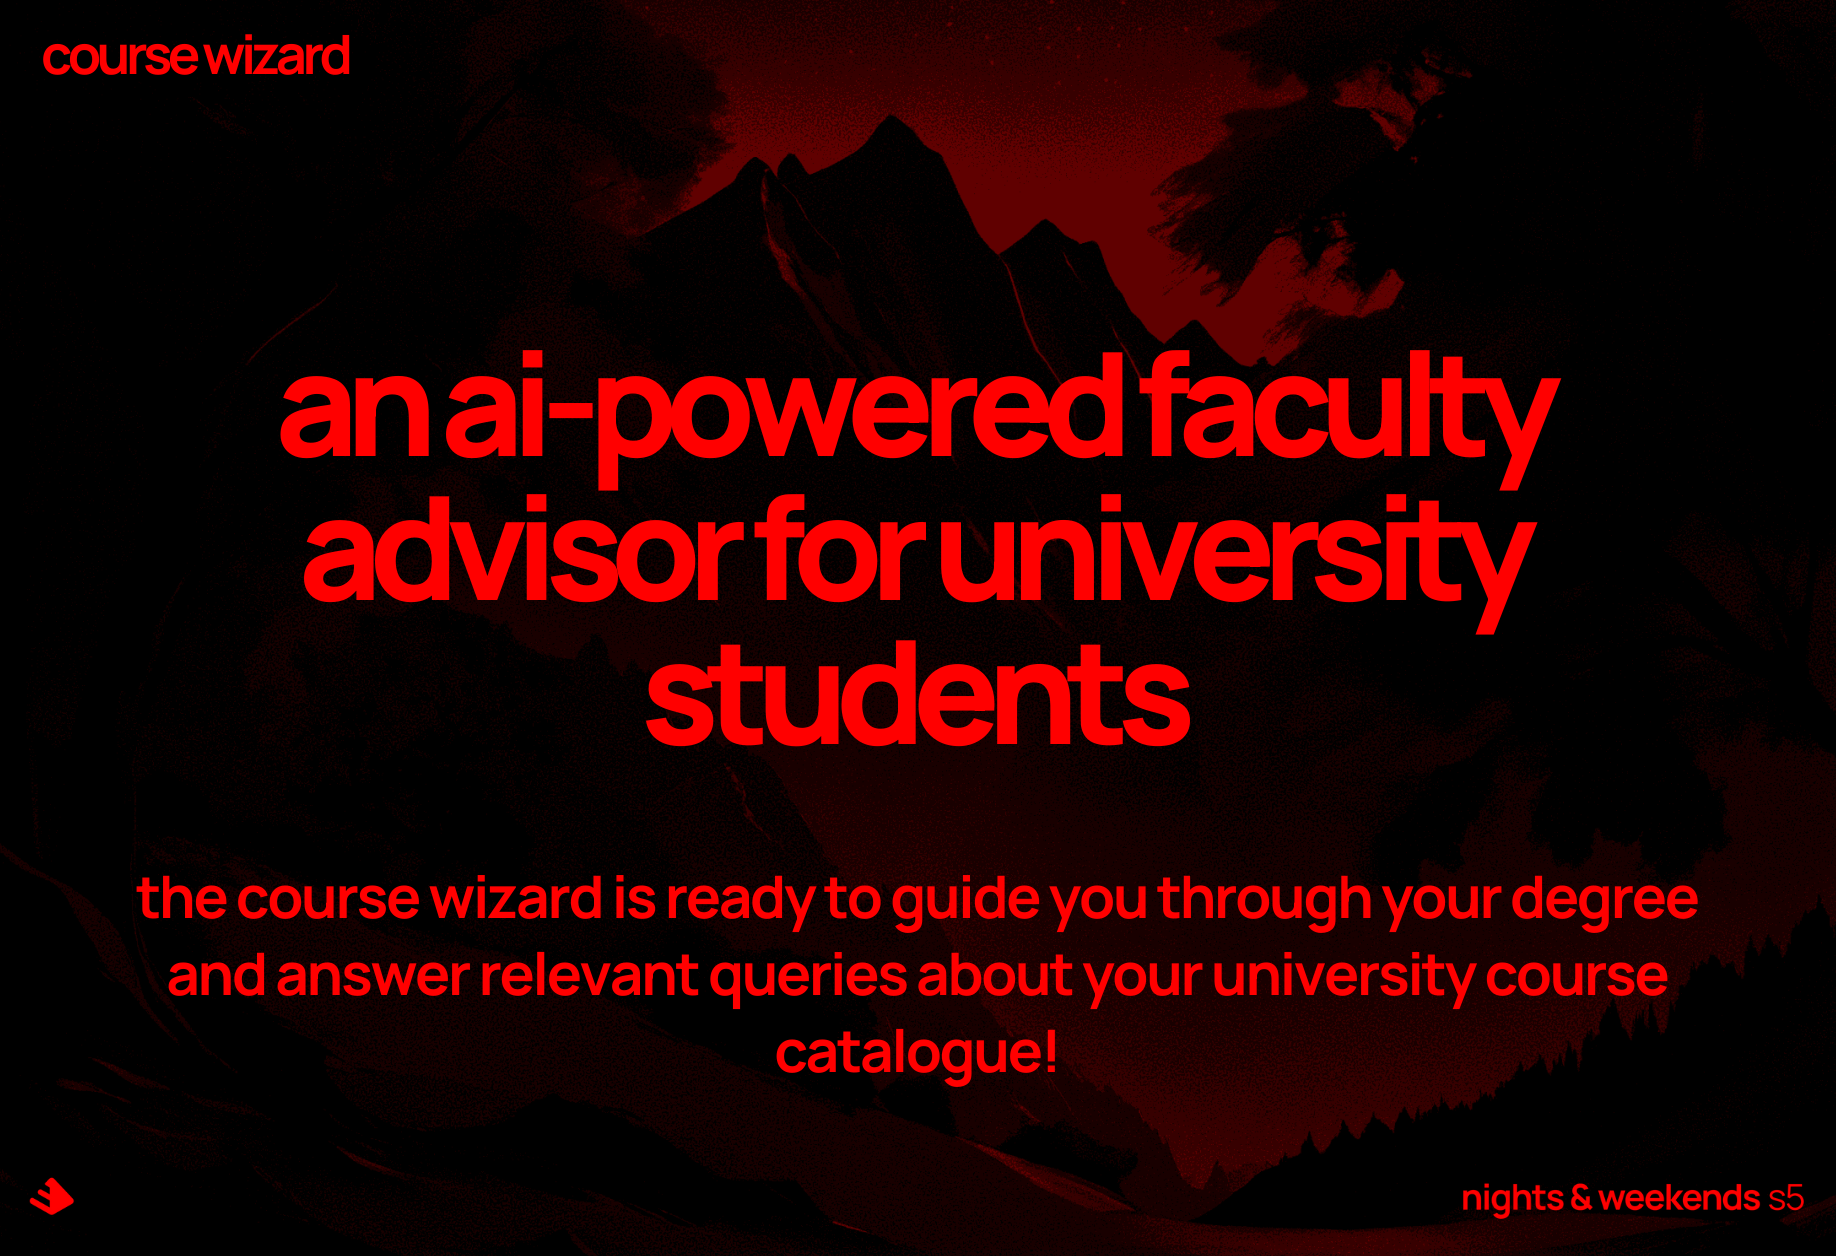 course wizard
an ai-powered faculty
advisor for university
students
the course wizard is ready to guide you through your degree
and answer relevant queries about your university course
catalogue!
nights & weekends s5